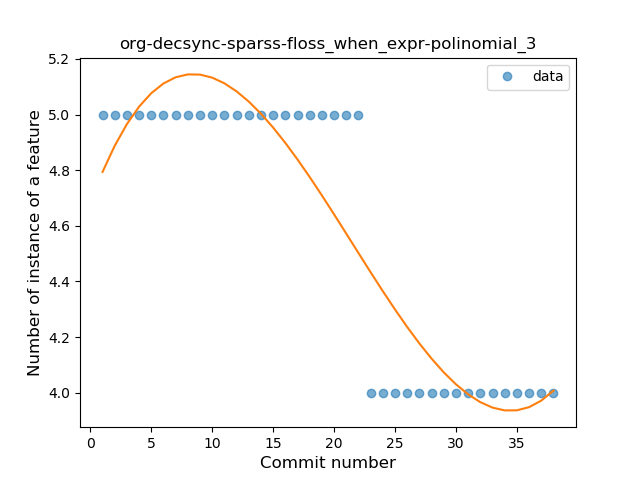 org-decsync-sparss-floss_when_expr-polinomial_3
data
Number of instance of a feature
5.2
5.0
4.8
4.6
4.4
4.2
4.0
0 5 10 15 20 25 30 35
Commit number